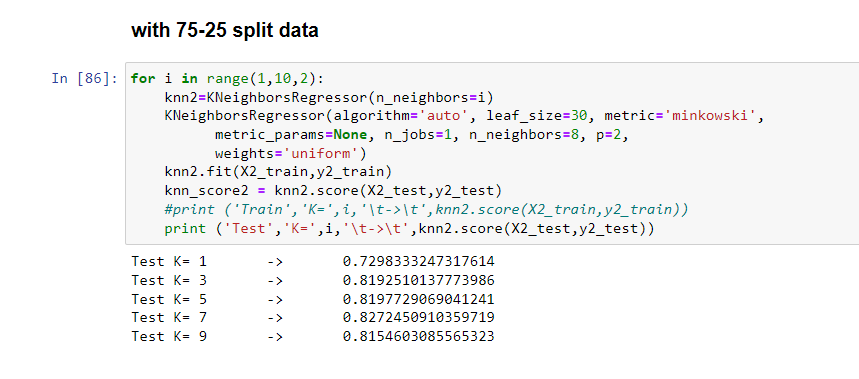 with 75-25 split data
In [86]: for i in range(1,10,2):
    knn2=KNeighborsRegressor(n_neighbors=i)
    KNeighborsRegressor(algorithm='auto', leaf_size=30, metric='minkowski',
          metric_params=None, n_jobs=1, n_neighbors=8, p=2,
          weights='uniform')
    knn2.fit(X2_train,y2_train)
    knn_score2 = knn2.score(X2_test,y2_test)
    #print ('Train','K=',i,'\t->\t',knn2.score(X2_train,y2_train))
    print ('Test','K=',i,'\t->\t',knn2.score(X2_test,y2_test))
Test K= 1        ->       0.7298333247317614
Test K= 3        ->       0.8192510137773986
Test K= 5        ->       0.8197729069041241
Test K= 7        ->       0.8272450910359719
Test K= 9        ->       0.8154603085565323